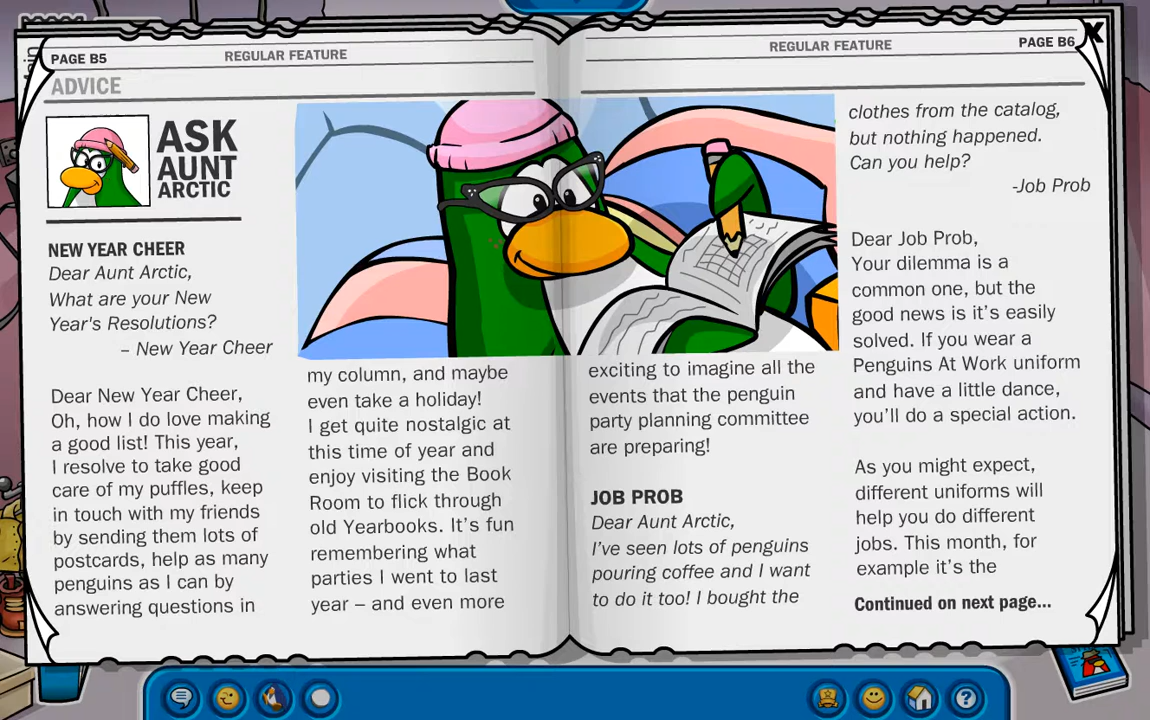 PAGE B5
REGULAR FEATURE
ADVICE
ASK
AUNT
ARCTIC
NEW YEAR CHEER
Dear Aunt Arctic,
What are your New
Year's Resolutions?
– New Year Cheer
Dear New Year Cheer,
Oh, how I do love making
a good list! This year,
I resolve to take good
care of my puffles, keep
in touch with my friends
by sending them lots of
postcards, help as many
penguins as I can by
answering questions in
my column, and maybe
even take a holiday!
I get quite nostalgic at
this time of year and
enjoy visiting the Book
Room to flick through
old Yearbooks. It's fun
remembering what
parties I went to last
year – and even more
REGULAR FEATURE
PAGE B6
X
exciting to imagine all the
events that the penguin
party planning committee
are preparing!
JOB PROB
Dear Aunt Arctic,
I've seen lots of penguins
pouring coffee and I want
to do it too! I bought the
clothes from the catalog,
but nothing happened.
Can you help?
-Job Prob
Dear Job Prob,
Your dilemma is a
common one, but the
good news is it's easily
solved. If you wear a
Penguins At Work uniform
and have a little dance,
you'll do a special action.
As you might expect,
different uniforms will
help you do different
jobs. This month, for
example it's the
Continued on next page...
?